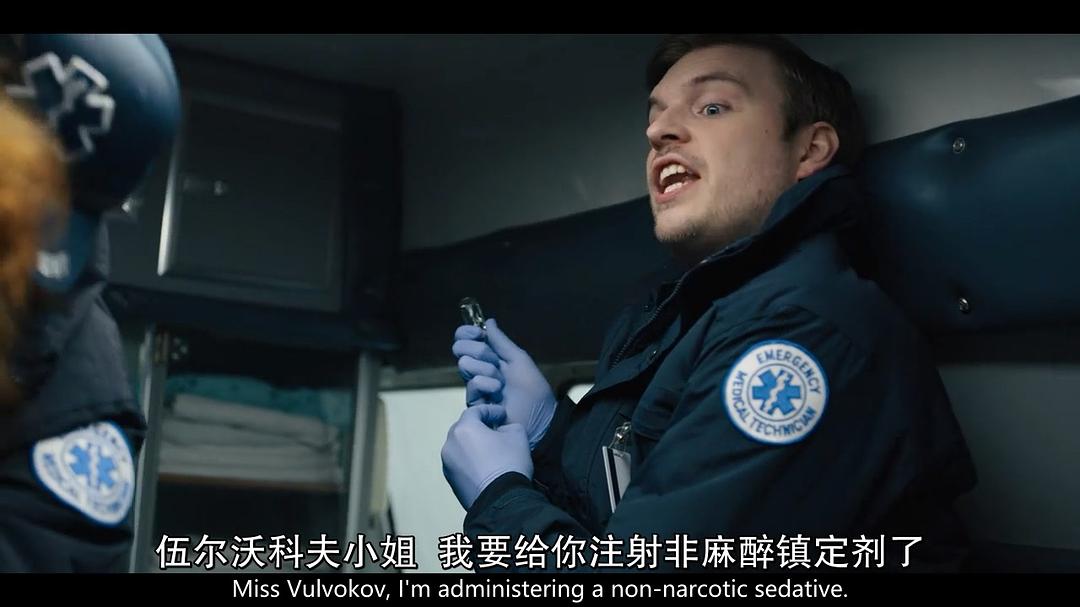 EMERGENCY
MEDICAL TECHNICIAN
伍尔沃科夫小姐 我要给你注射非麻醉镇定剂了
Miss Vulvokov, I'm administering a non-narcotic sedative.